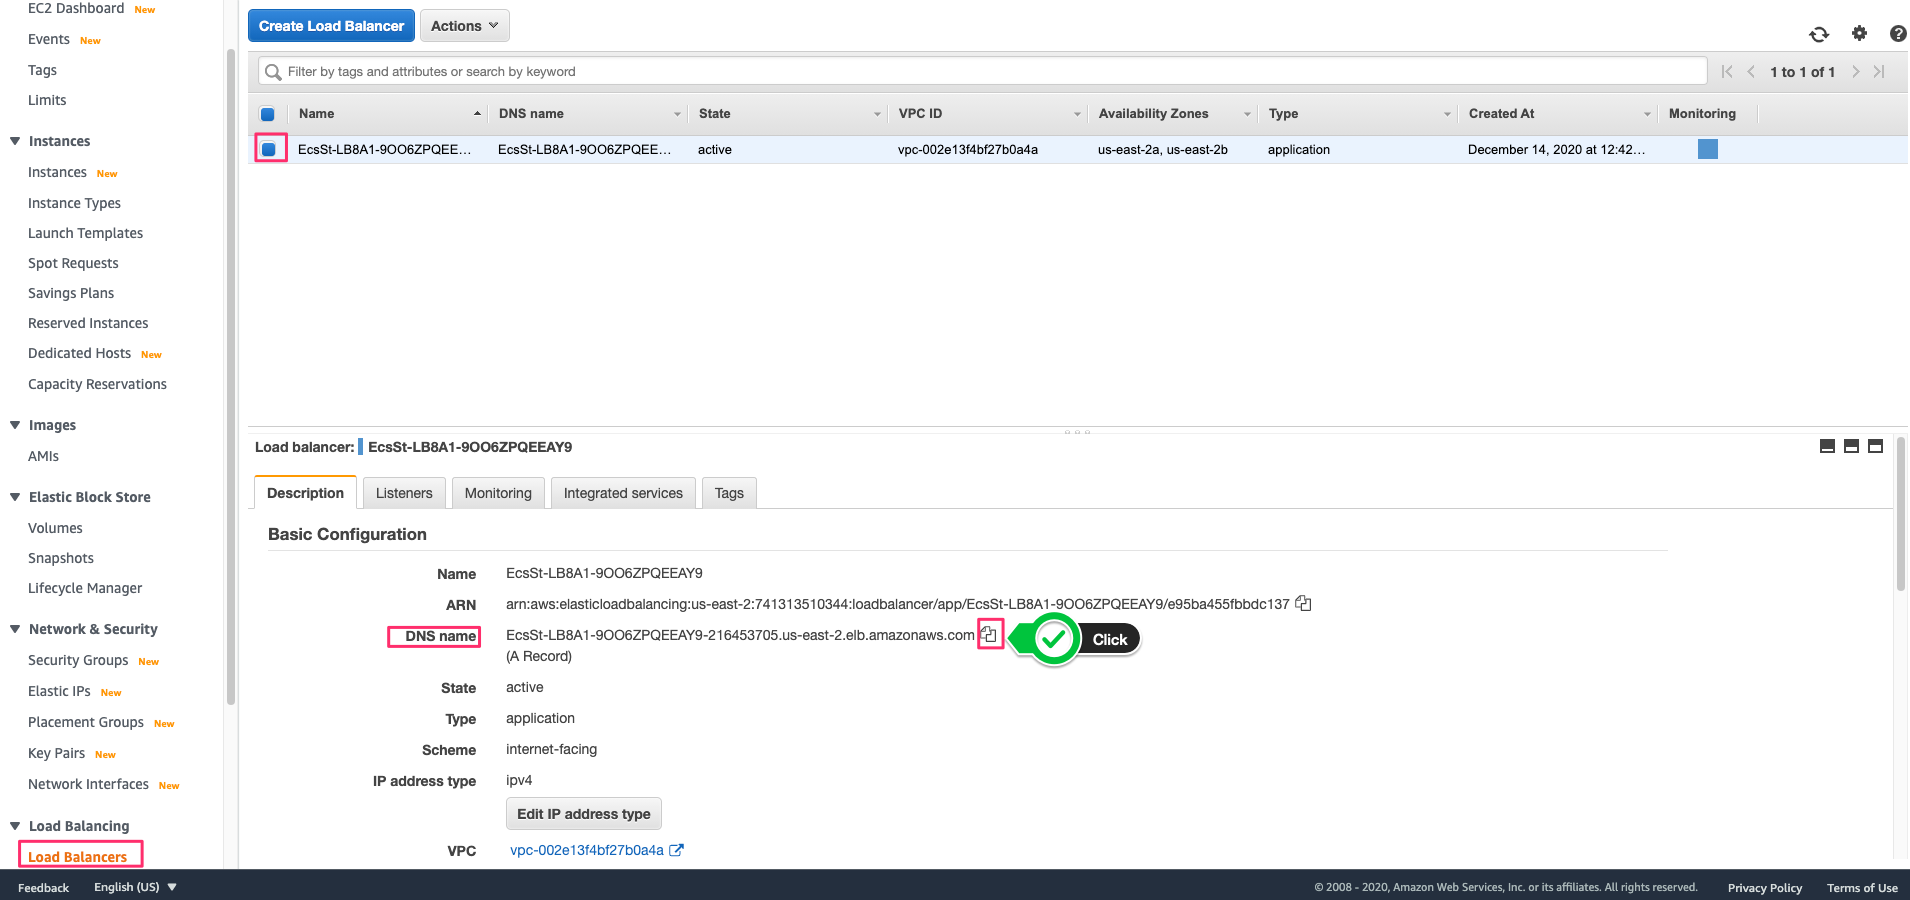 EC2 Dashboard New
Events New
Tags
Limits
Instances
Instances New
Instance Types
Launch Templates
Spot Requests
Savings Plans
Reserved Instances
Dedicated Hosts New
Capacity Reservations
Images
AMIs
Elastic Block Store
Volumes
Snapshots
Lifecycle Manager
Network & Security
Security Groups New
Elastic IPs New
Placement Groups New
Key Pairs New
Network Interfaces New
Load Balancing
Load Balancers
Create Load Balancer Actions
Filter by tags and attributes or search by keyword 1 to 1 of 1
Name DNS name State VPC ID Availability Zones Type Created At Monitoring
EcsSt-LB8A1-9OO6ZPQEE... EcsSt-LB8A1-9OO6ZPQEE... active vpc-002e13f4bf27b0a4a us-east-2a, us-east-2b application December 14, 2020 at 12:42...
Load balancer: EcsSt-LB8A1-9OO6ZPQEEAY9
Description Listeners Monitoring Integrated services Tags
Basic Configuration
Name EcsSt-LB8A1-9OO6ZPQEEAY9
ARN arn:aws:elasticloadbalancing:us-east-2:741313510344:loadbalancer/app/EcsSt-LB8A1-9OO6ZPQEEAY9/e95ba455fbbdc137
DNS name EcsSt-LB8A1-9OO6ZPQEEAY9-216453705.us-east-2.elb.amazonaws.com Click
(A Record)
State active
Type application
Scheme internet-facing
IP address type ipv4
Edit IP address type
VPC vpc-002e13f4bf27b0a4a
Feedback English (US) © 2008 - 2020, Amazon Web Services, Inc. or its affiliates. All rights reserved. Privacy Policy Terms of Use